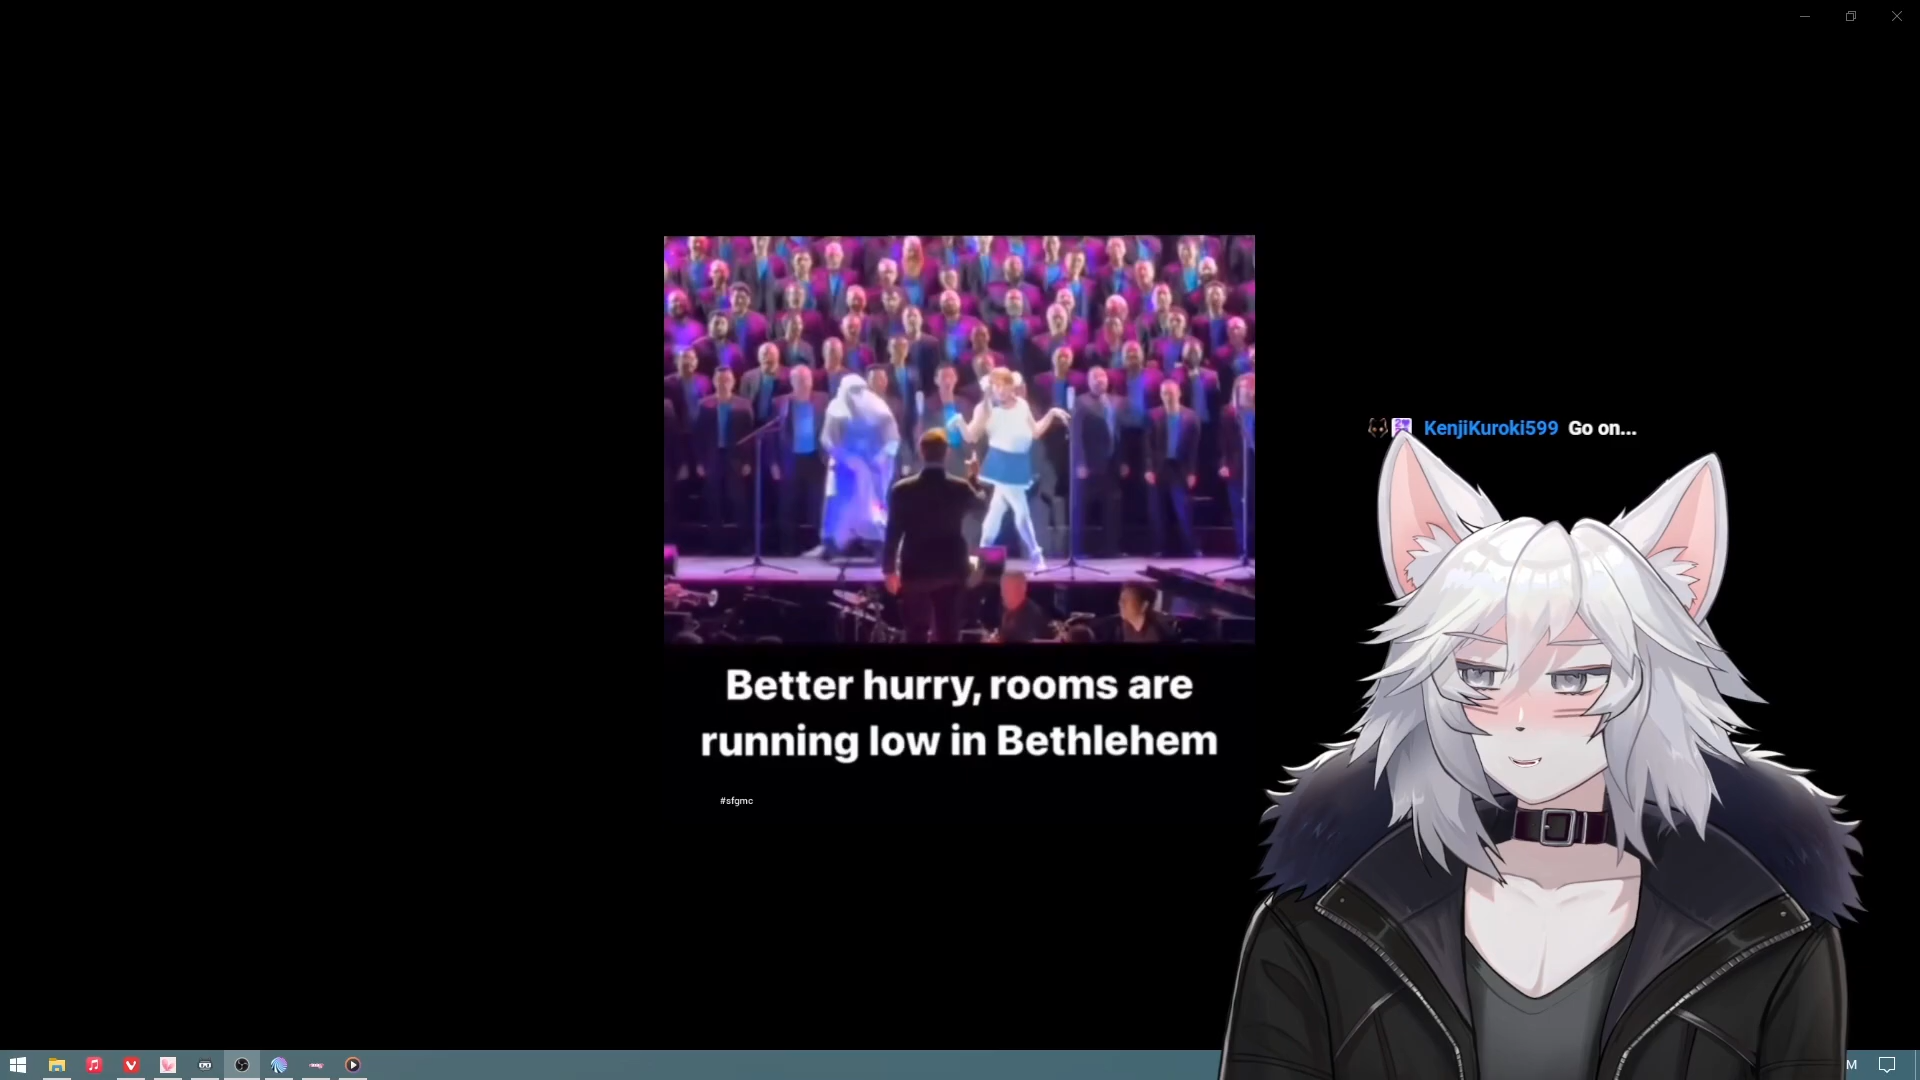 KenjiKuroki599 Go on...
Better hurry, rooms are
running low in Bethlehem
#sfgmc
M